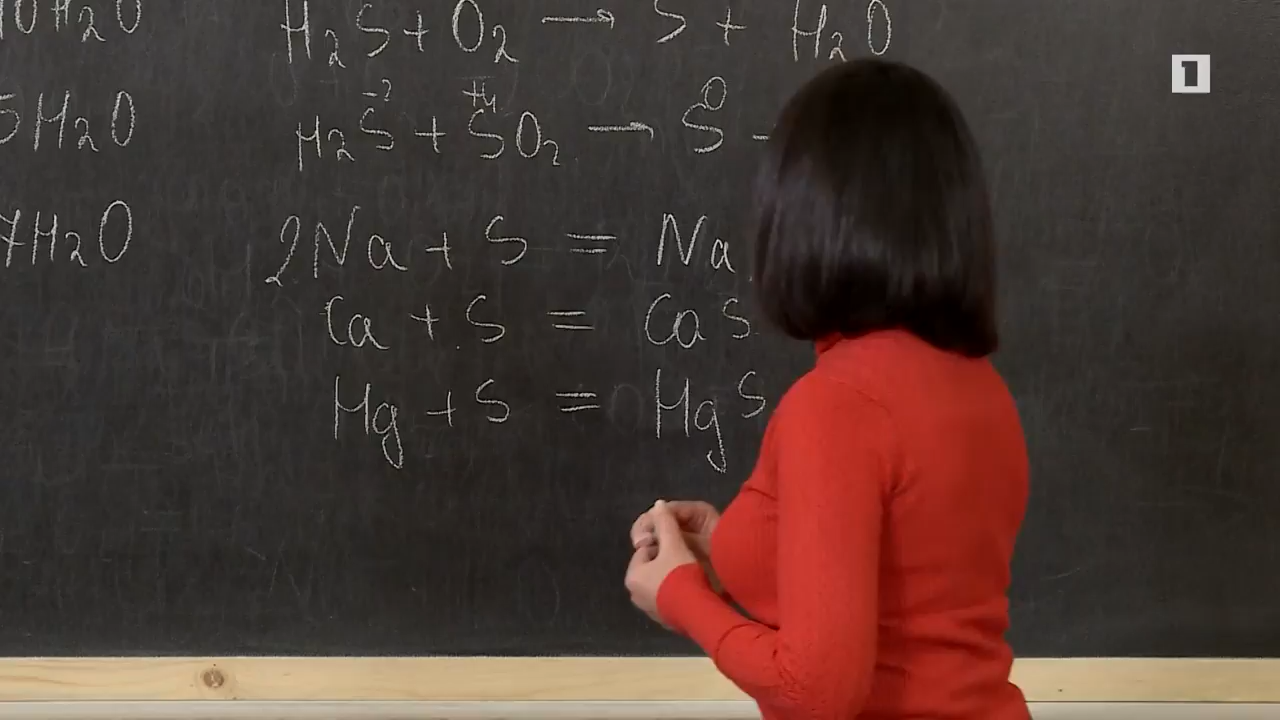 10H₂O
5H₂O
7H₂O
H₂S + O₂ → S + H₂O
-2 +4 0
H₂S + SO₂ → S -
2Na + S = Na
Ca + S = CaS
Mg + S = MgS
1